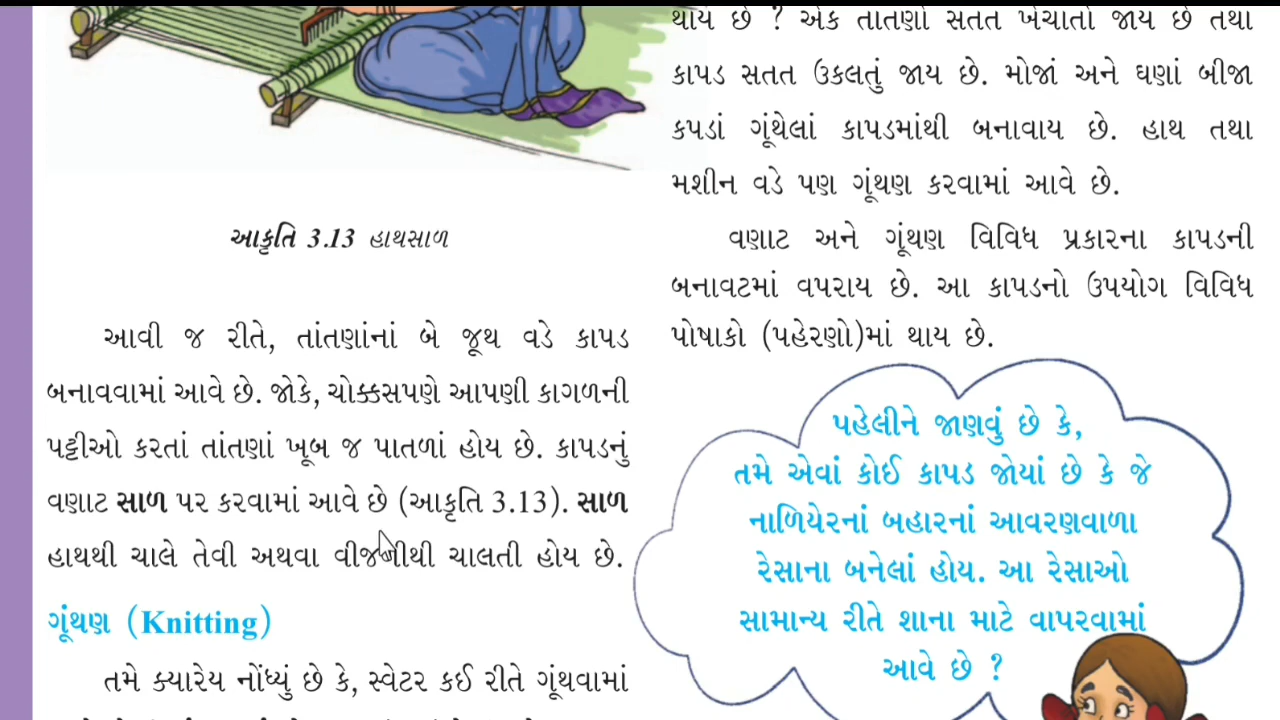 આકૃતિ 3.13 હાથસાળ
આવી જ રીતે, તાંતણાંનાં બે જૂથ વડે કાપડ
બનાવવામાં આવે છે. જોકે, ચોક્કસપણે આપણી કાગળની
પટ્ટીઓ કરતાં તાંતણાં ખૂબ જ પાતળાં હોય છે. કાપડનું
વણાટ સાળ પર કરવામાં આવે છે (આકૃતિ 3.13). સાળ
હાથથી ચાલે તેવી અથવા વીજળીથી ચાલતી હોય છે.
ગૂંથણ (Knitting)
તમે ક્યારેય નોંધ્યું છે કે, સ્વેટર કઈ રીતે ગૂંથવામાં
થાય છે ? એક તાંતણો સતત ખેંચાતો જાય છે તથા
કાપડ સતત ઉકલતું જાય છે. મોજાં અને ઘણાં બીજા
કપડાં ગૂંથેલાં કાપડમાંથી બનાવાય છે. હાથ તથા
મશીન વડે પણ ગૂંથણ કરવામાં આવે છે.
વણાટ અને ગૂંથણ વિવિધ પ્રકારના કાપડની
બનાવટમાં વપરાય છે. આ કાપડનો ઉપયોગ વિવિધ
પોષાકો (પહેરણો)માં થાય છે.
પહેલીને જાણવું છે કે,
તમે એવાં કોઈ કાપડ જોયાં છે કે જે
નાળિયેરનાં બહારનાં આવરણવાળા
રેસાના બનેલાં હોય. આ રેસાઓ
સામાન્ય રીતે શાના માટે વાપરવામાં
આવે છે ?